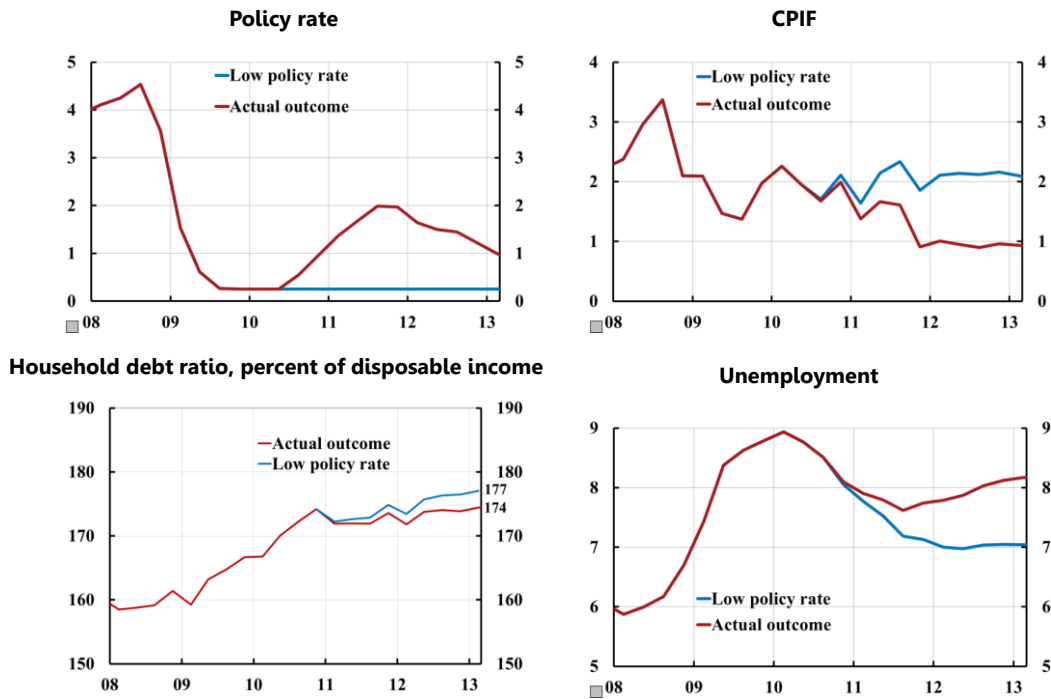 Policy rate
5
4
3
2
1
0
Low policy rate
Actual outcome
5
4
3
2
1
0
08 09 10 11 12 13
CPIF
4
3
2
1
0
Low policy rate
Actual outcome
4
3
2
1
0
08 09 10 11 12 13
Household debt ratio, percent of disposable income
190
180
170
160
150
Actual outcome
Low policy rate
190
180
177
174
170
160
150
08 09 10 11 12 13
Unemployment
9
8
7
6
5
Low policy rate
Actual outcome
9
8
7
6
5
08 09 10 11 12 13